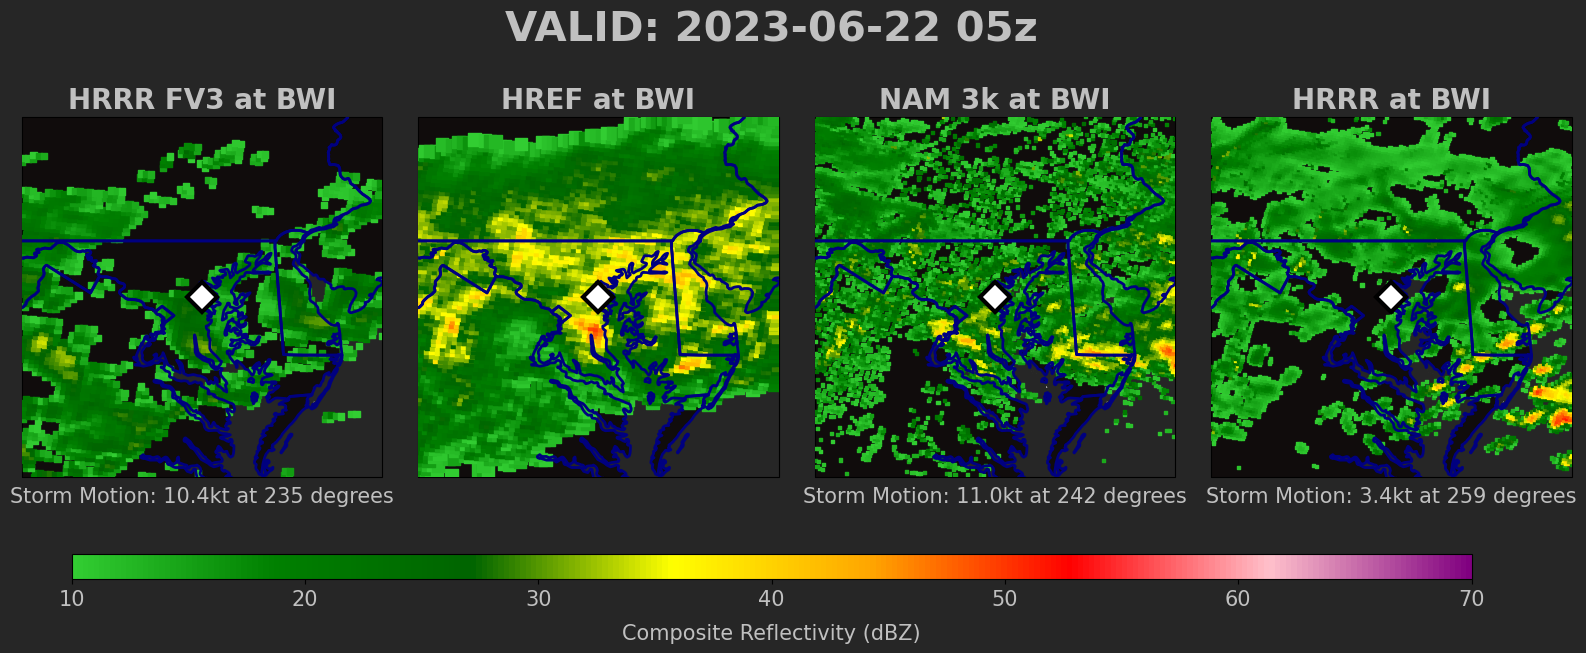 VALID: 2023-06-22 05z
HRRR FV3 at BWI
HREF at BWI
NAM 3k at BWI
HRRR at BWI
Storm Motion: 10.4kt at 235 degrees
Storm Motion: 11.0kt at 242 degrees
Storm Motion: 3.4kt at 259 degrees
10 20 30 40 50 60 70
Composite Reflectivity (dBZ)